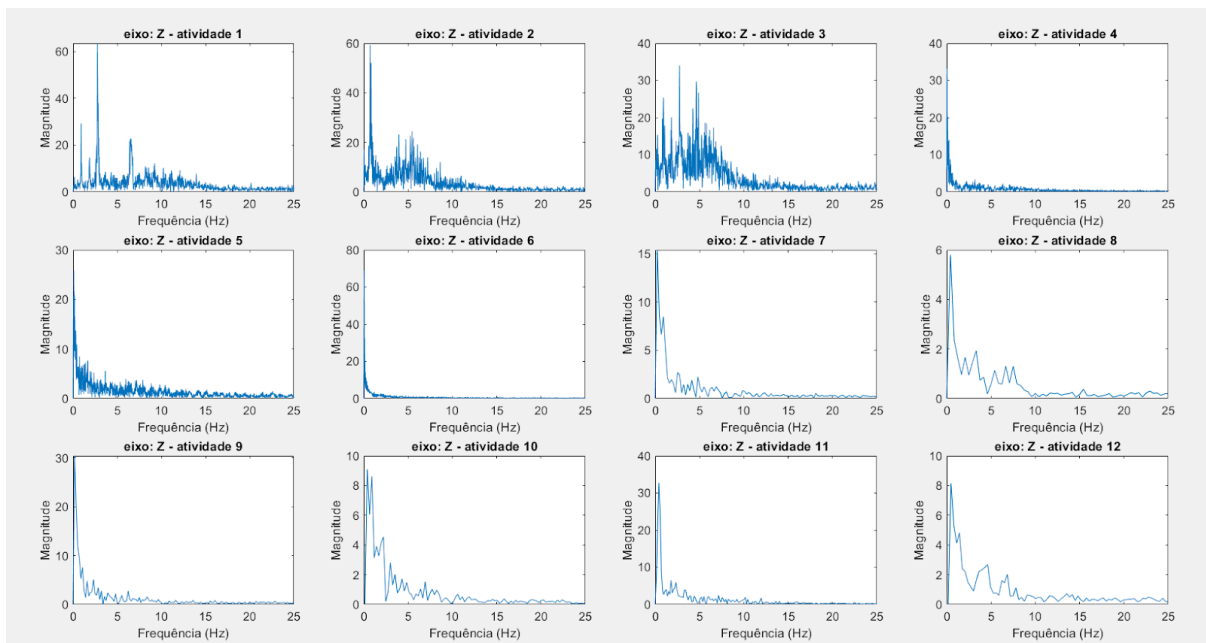 eixo: Z - atividade 1
60
40
20
0
Magnitude
0 5 10 15 20 25
Frequência (Hz)
eixo: Z - atividade 2
60
40
20
0
Magnitude
0 5 10 15 20 25
Frequência (Hz)
eixo: Z - atividade 3
40
30
20
10
0
Magnitude
0 5 10 15 20 25
Frequência (Hz)
eixo: Z - atividade 4
40
30
20
10
0
Magnitude
0 5 10 15 20 25
Frequência (Hz)
eixo: Z - atividade 5
30
20
10
0
Magnitude
0 5 10 15 20 25
Frequência (Hz)
eixo: Z - atividade 6
80
60
40
20
0
Magnitude
0 5 10 15 20 25
Frequência (Hz)
eixo: Z - atividade 7
15
10
5
0
Magnitude
0 5 10 15 20 25
Frequência (Hz)
eixo: Z - atividade 8
6
4
2
0
Magnitude
0 5 10 15 20 25
Frequência (Hz)
eixo: Z - atividade 9
30
20
10
0
Magnitude
0 5 10 15 20 25
Frequência (Hz)
eixo: Z - atividade 10
10
8
6
4
2
0
Magnitude
0 5 10 15 20 25
Frequência (Hz)
eixo: Z - atividade 11
40
30
20
10
0
Magnitude
0 5 10 15 20 25
Frequência (Hz)
eixo: Z - atividade 12
10
8
6
4
2
0
Magnitude
0 5 10 15 20 25
Frequência (Hz)